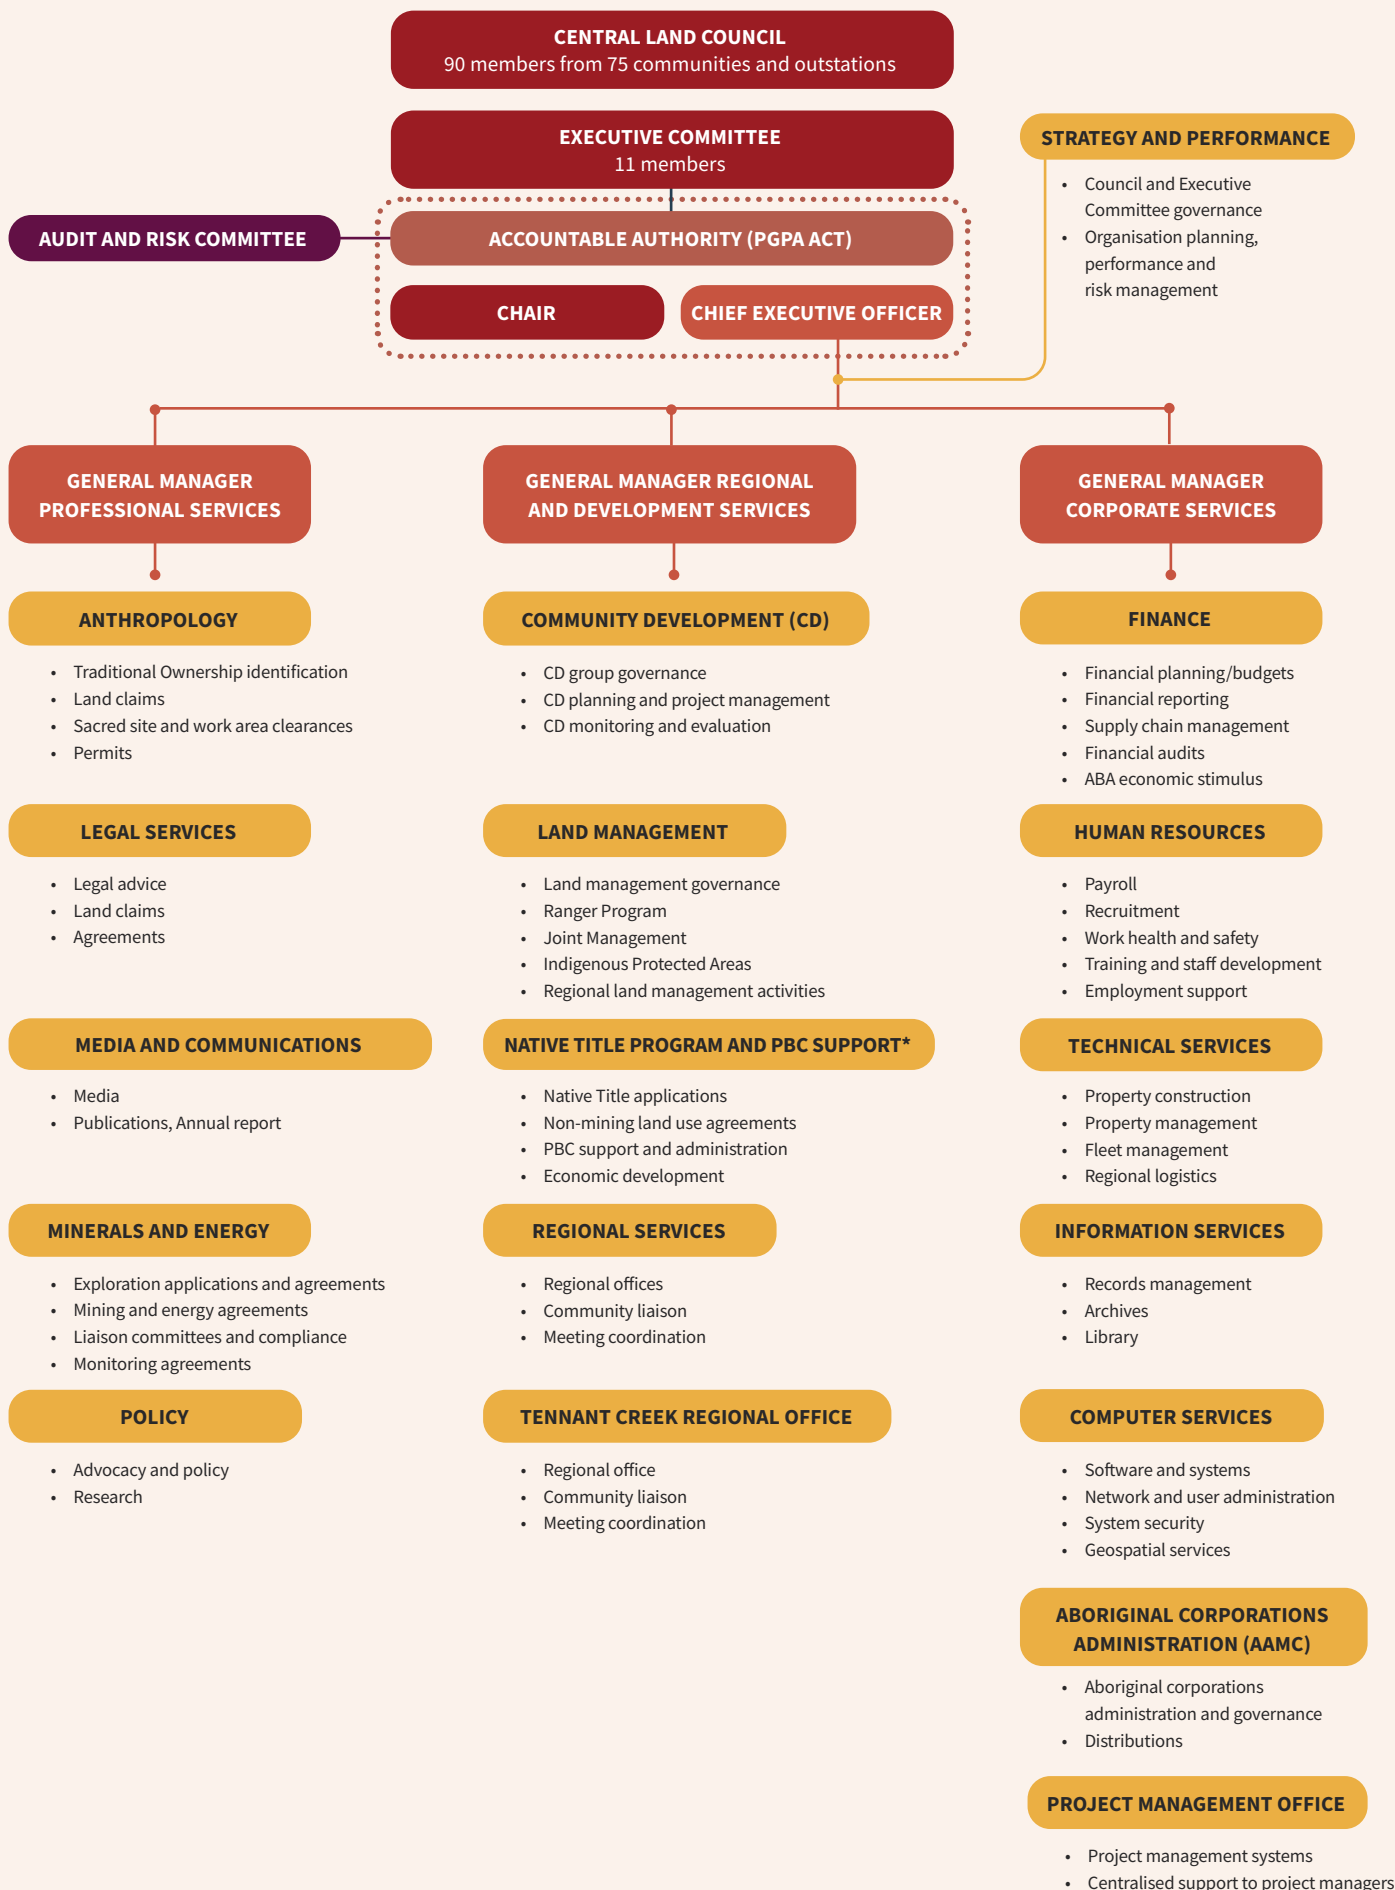 CENTRAL LAND COUNCIL
90 members from 75 communities and outstations
EXECUTIVE COMMITTEE
11 members
STRATEGY AND PERFORMANCE
• Council and Executive
Committee governance
• Organisation planning,
performance and
risk management
AUDIT AND RISK COMMITTEE
ACCOUNTABLE AUTHORITY (PGPA ACT)
CHAIR
CHIEF EXECUTIVE OFFICER
GENERAL MANAGER
PROFESSIONAL SERVICES
ANTHROPOLOGY
• Traditional Ownership identification
• Land claims
• Sacred site and work area clearances
• Permits
LEGAL SERVICES
• Legal advice
• Land claims
• Agreements
MEDIA AND COMMUNICATIONS
• Media
• Publications, Annual report
MINERALS AND ENERGY
• Exploration applications and agreements
• Mining and energy agreements
• Liaison committees and compliance
• Monitoring agreements
POLICY
• Advocacy and policy
• Research
GENERAL MANAGER REGIONAL
AND DEVELOPMENT SERVICES
COMMUNITY DEVELOPMENT (CD)
• CD group governance
• CD planning and project management
• CD monitoring and evaluation
LAND MANAGEMENT
• Land management governance
• Ranger Program
• Joint Management
• Indigenous Protected Areas
• Regional land management activities
NATIVE TITLE PROGRAM AND PBC SUPPORT*
• Native Title applications
• Non-mining land use agreements
• PBC support and administration
• Economic development
REGIONAL SERVICES
• Regional offices
• Community liaison
• Meeting coordination
TENNANT CREEK REGIONAL OFFICE
• Regional office
• Community liaison
• Meeting coordination
GENERAL MANAGER
CORPORATE SERVICES
FINANCE
• Financial planning/budgets
• Financial reporting
• Supply chain management
• Financial audits
• ABA economic stimulus
HUMAN RESOURCES
• Payroll
• Recruitment
• Work health and safety
• Training and staff development
• Employment support
TECHNICAL SERVICES
• Property construction
• Property management
• Fleet management
• Regional logistics
INFORMATION SERVICES
• Records management
• Archives
• Library
COMPUTER SERVICES
• Software and systems
• Network and user administration
• System security
• Geospatial services
ABORIGINAL CORPORATIONS
ADMINISTRATION (AAMC)
• Aboriginal corporations
administration and governance
• Distributions
PROJECT MANAGEMENT OFFICE
• Project management systems
• Centralised support to project managers